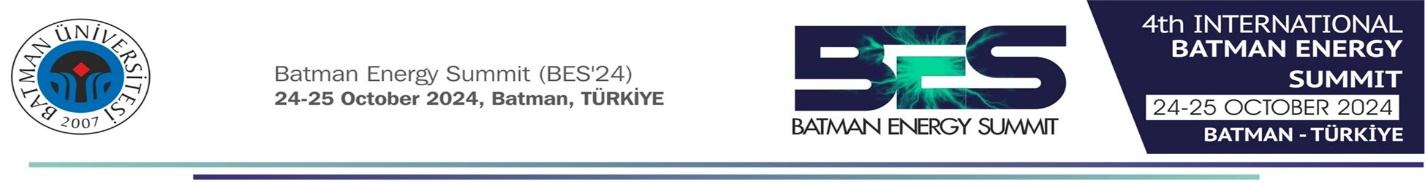 BATMAN ÜNİVERSİTESİ
2007
Batman Energy Summit (BES'24)
24-25 October 2024, Batman, TÜRKİYE
BES
BATMAN ENERGY SUMMIT
4th INTERNATIONAL
BATMAN ENERGY
SUMMIT
24-25 OCTOBER 2024
BATMAN - TÜRKİYE